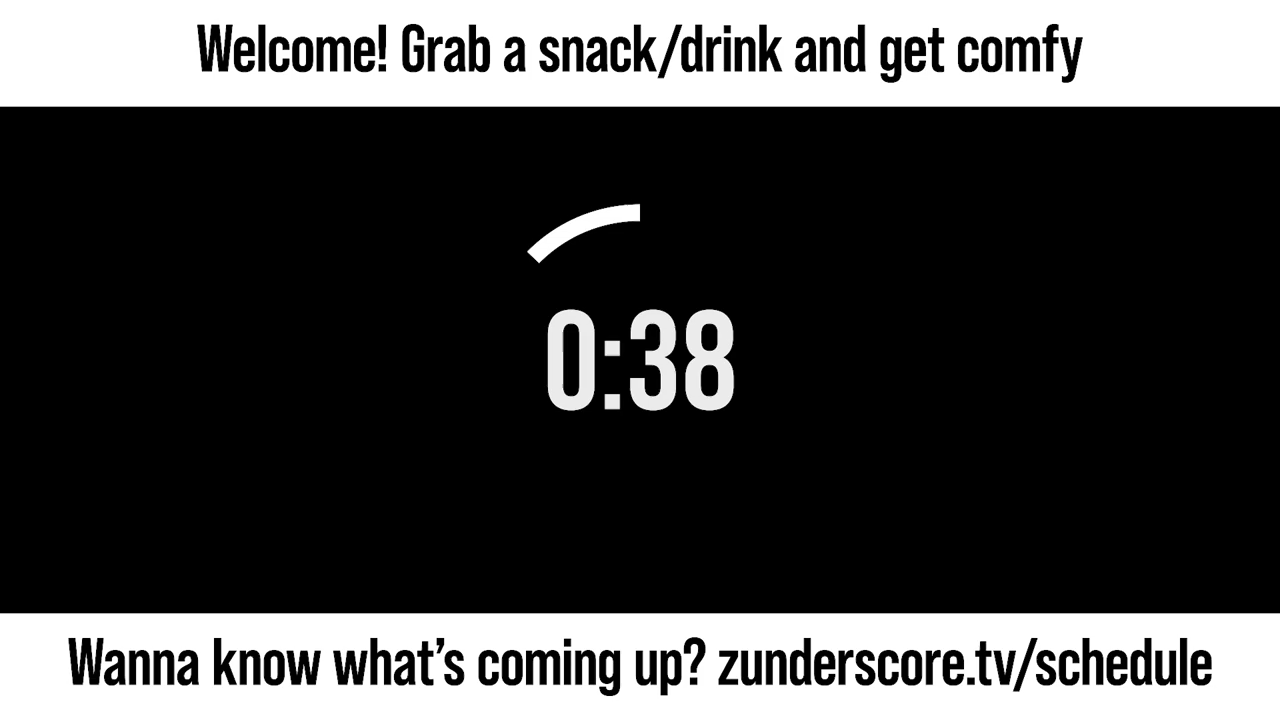 Welcome! Grab a snack/drink and get comfy
0:38
Wanna know what’s coming up? zunderscore.tv/schedule